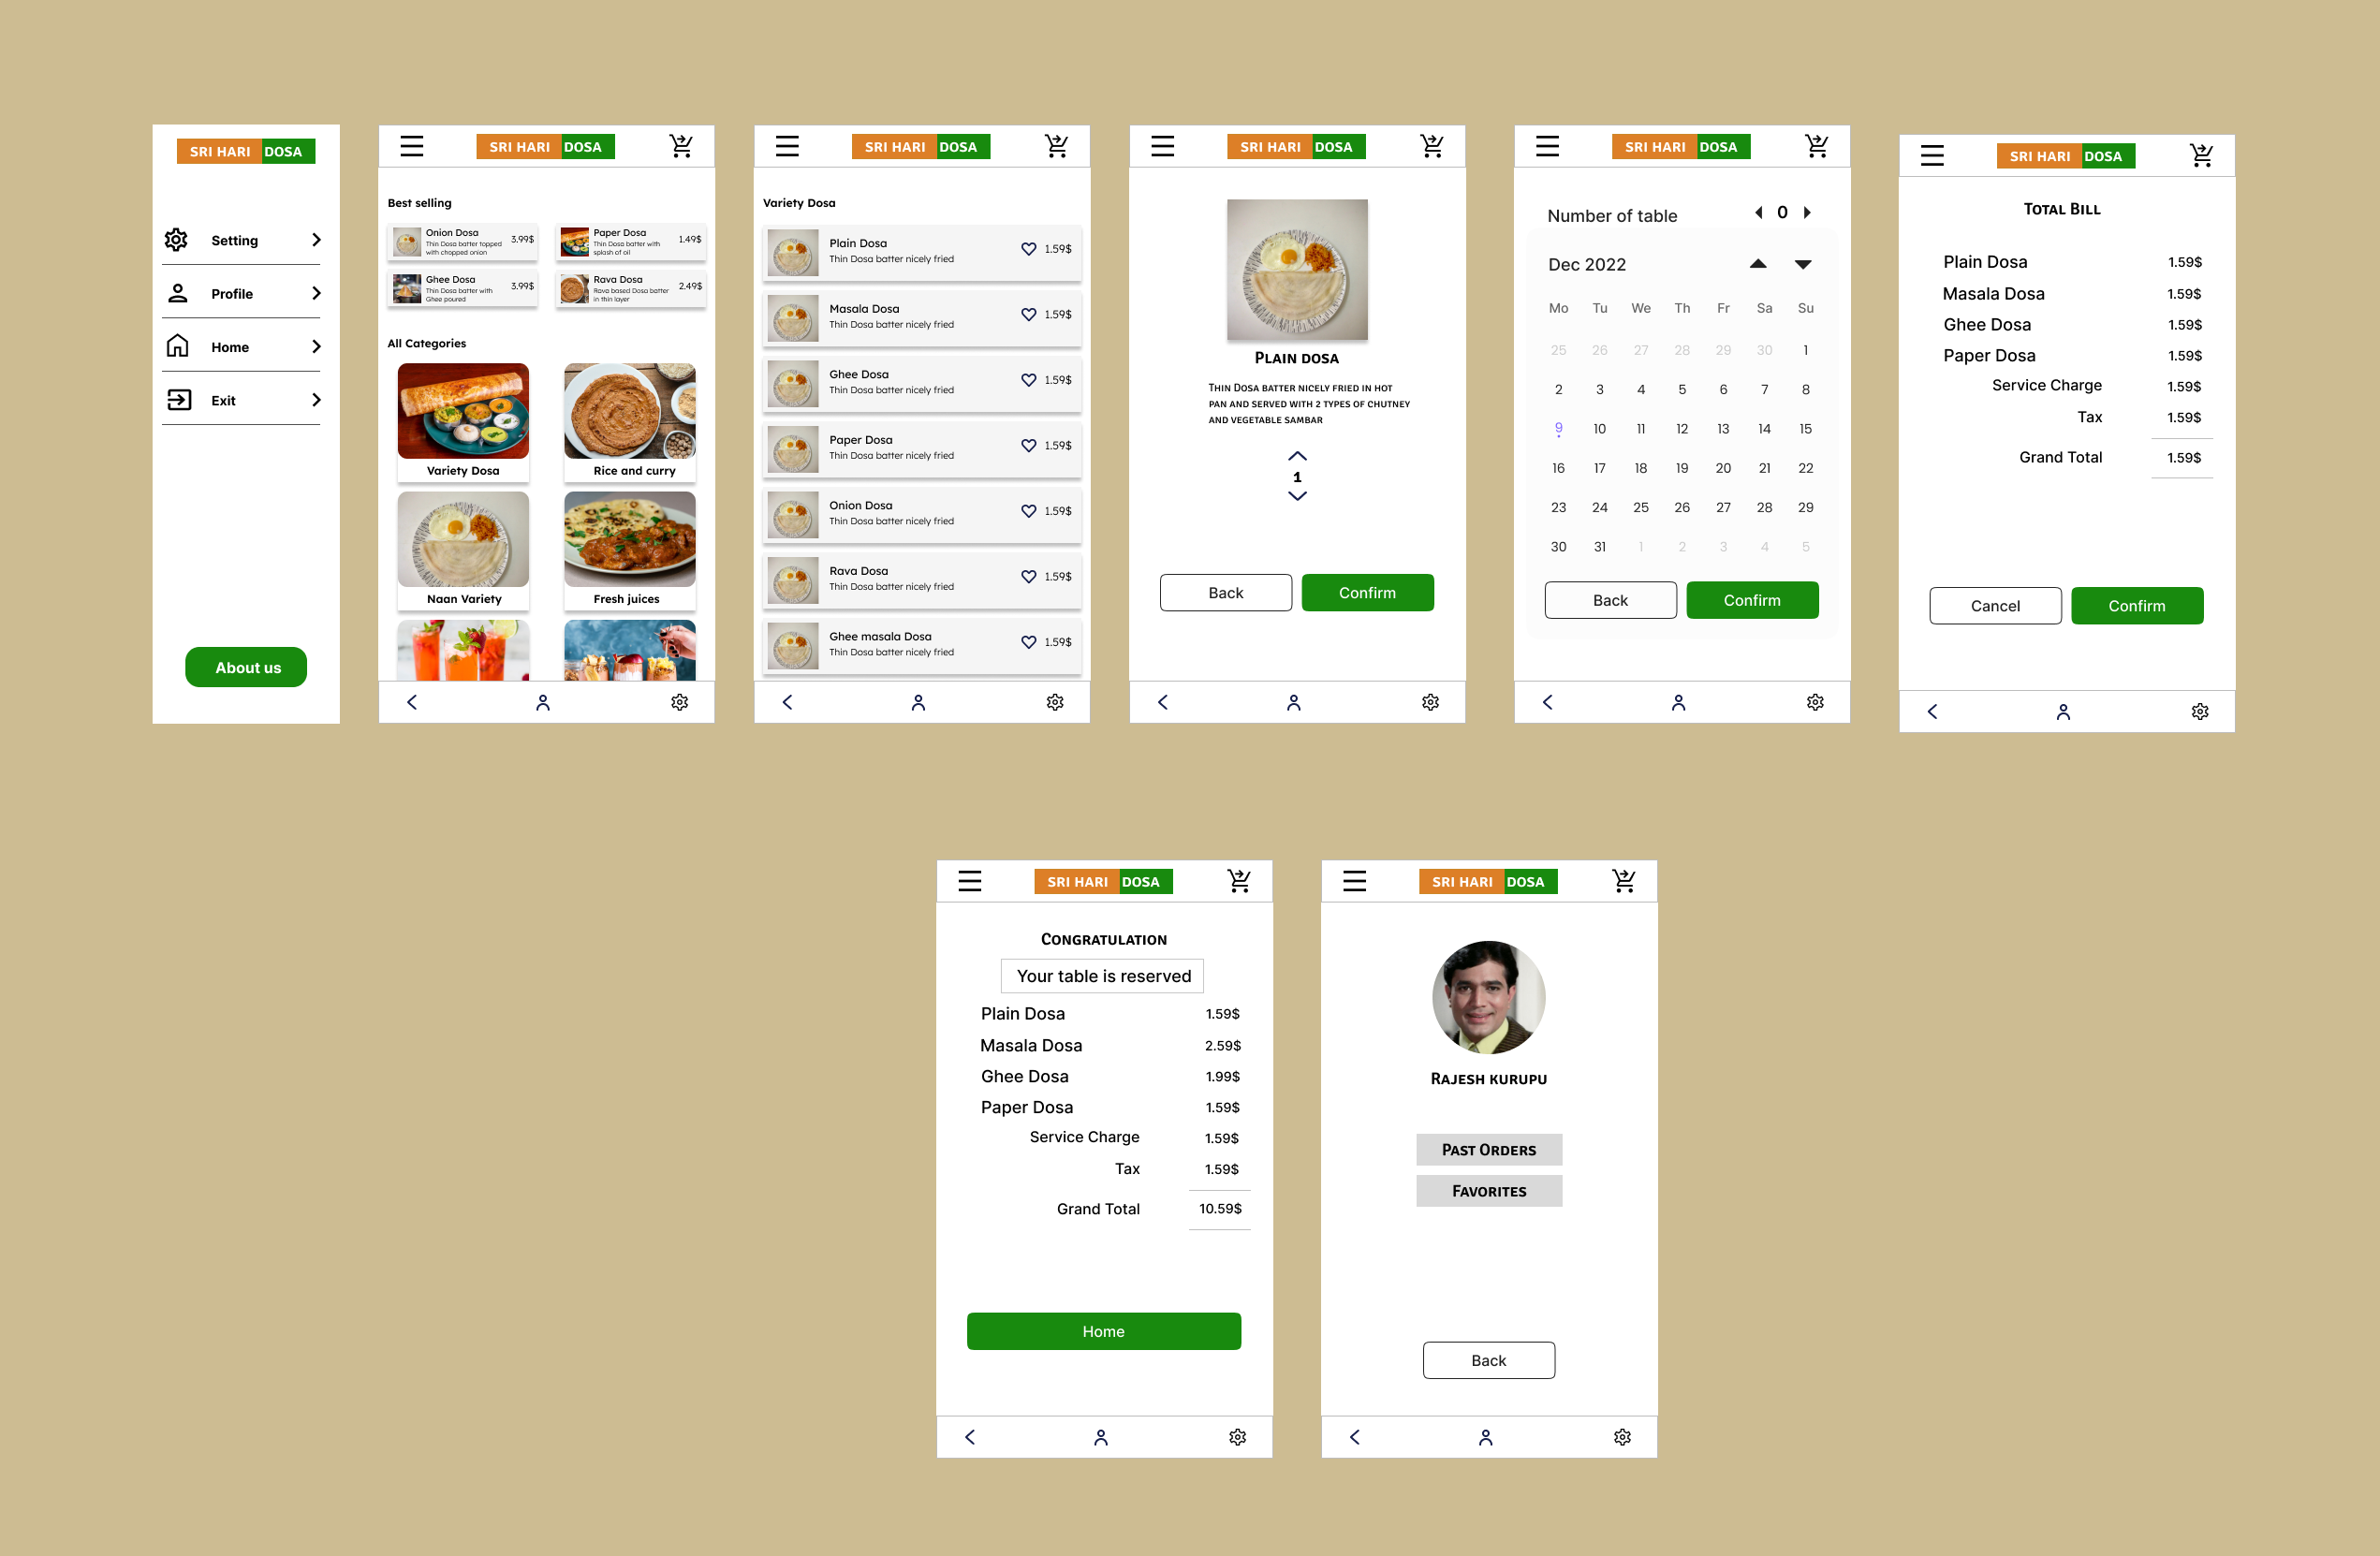 SRI HARI DOSA
Setting
Profile
Home
Exit
About us
SRI HARI DOSA
Best selling
Onion Dosa
Thin Dosa batter topped
with chopped onion
3.99$
Paper Dosa
Thin Dosa batter with
splash of oil
1.49$
Ghee Dosa
Thin Dosa batter with
Ghee poured
3.99$
Rava Dosa
Rava based Dosa batter
in thin layer
2.49$
All Categories
Variety Dosa
Rice and curry
Naan Variety
Fresh juices
SRI HARI DOSA
Variety Dosa
Plain Dosa
Thin Dosa batter nicely fried
1.59$
Masala Dosa
Thin Dosa batter nicely fried
1.59$
Ghee Dosa
Thin Dosa batter nicely fried
1.59$
Paper Dosa
Thin Dosa batter nicely fried
1.59$
Onion Dosa
Thin Dosa batter nicely fried
1.59$
Rava Dosa
Thin Dosa batter nicely fried
1.59$
Ghee masala Dosa
Thin Dosa batter nicely fried
1.59$
SRI HARI DOSA
Plain dosa
Thin Dosa batter nicely fried in hot
pan and served with 2 types of chutney
and vegetable sambar
1
Back Confirm
SRI HARI DOSA
Number of table 0
Dec 2022
Mo Tu We Th Fr Sa Su
25 26 27 28 29 30 1
2 3 4 5 6 7 8
9 10 11 12 13 14 15
16 17 18 19 20 21 22
23 24 25 26 27 28 29
30 31 1 2 3 4 5
Back Confirm
SRI HARI DOSA
Total Bill
Plain Dosa 1.59$
Masala Dosa 1.59$
Ghee Dosa 1.59$
Paper Dosa 1.59$
Service Charge 1.59$
Tax 1.59$
Grand Total 1.59$
Cancel Confirm
SRI HARI DOSA
Congratulation
Your table is reserved
Plain Dosa 1.59$
Masala Dosa 2.59$
Ghee Dosa 1.99$
Paper Dosa 1.59$
Service Charge 1.59$
Tax 1.59$
Grand Total 10.59$
Home
SRI HARI DOSA
Rajesh kurupu
Past Orders
Favorites
Back